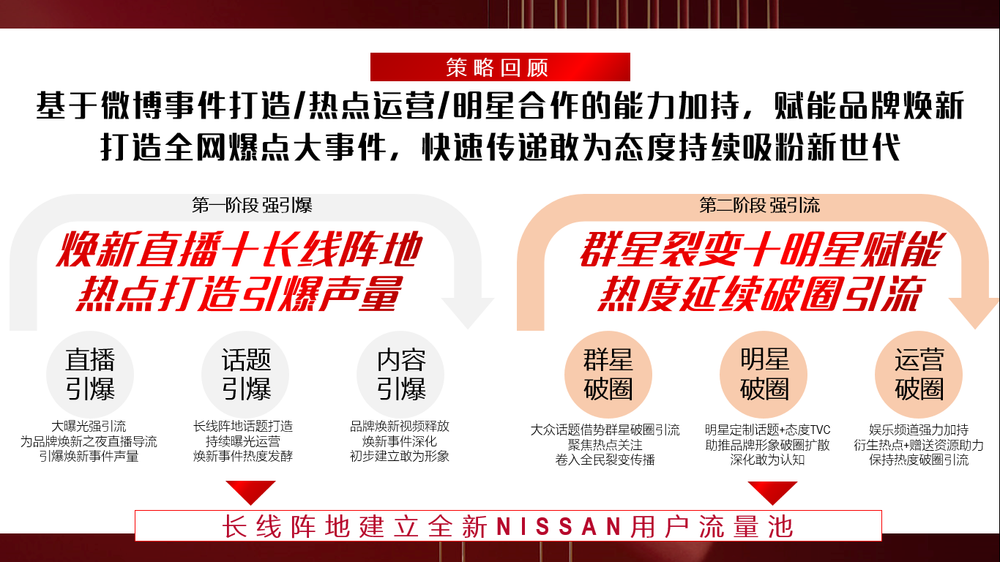 策略回顾
基于微博事件打造/热点运营/明星合作的能力加持，赋能品牌焕新
打造全网爆点大事件，快速传递敢为态度持续吸粉新世代
第一阶段 强引爆
焕新直播十长线阵地
热点打造引爆声量
直播
引爆
大曝光强引流
为品牌焕新之夜直播导流
引爆焕新事件声量
话题
引爆
长线阵地话题打造
持续曝光运营
焕新事件热度发酵
内容
引爆
品牌焕新视频释放
焕新事件深化
初步建立敢为形象
第二阶段 强引流
群星裂变十明星赋能
热度延续破圈引流
群星
破圈
大众话题借势群星破圈引流
聚焦热点关注
卷入全民裂变传播
明星
破圈
明星定制话题+态度TVC
助推品牌形象破圈扩散
深化敢为认知
运营
破圈
娱乐频道强力加持
衍生热点+赠送资源助力
保持热度破圈引流
长线阵地建立全新NISSAN用户流量池